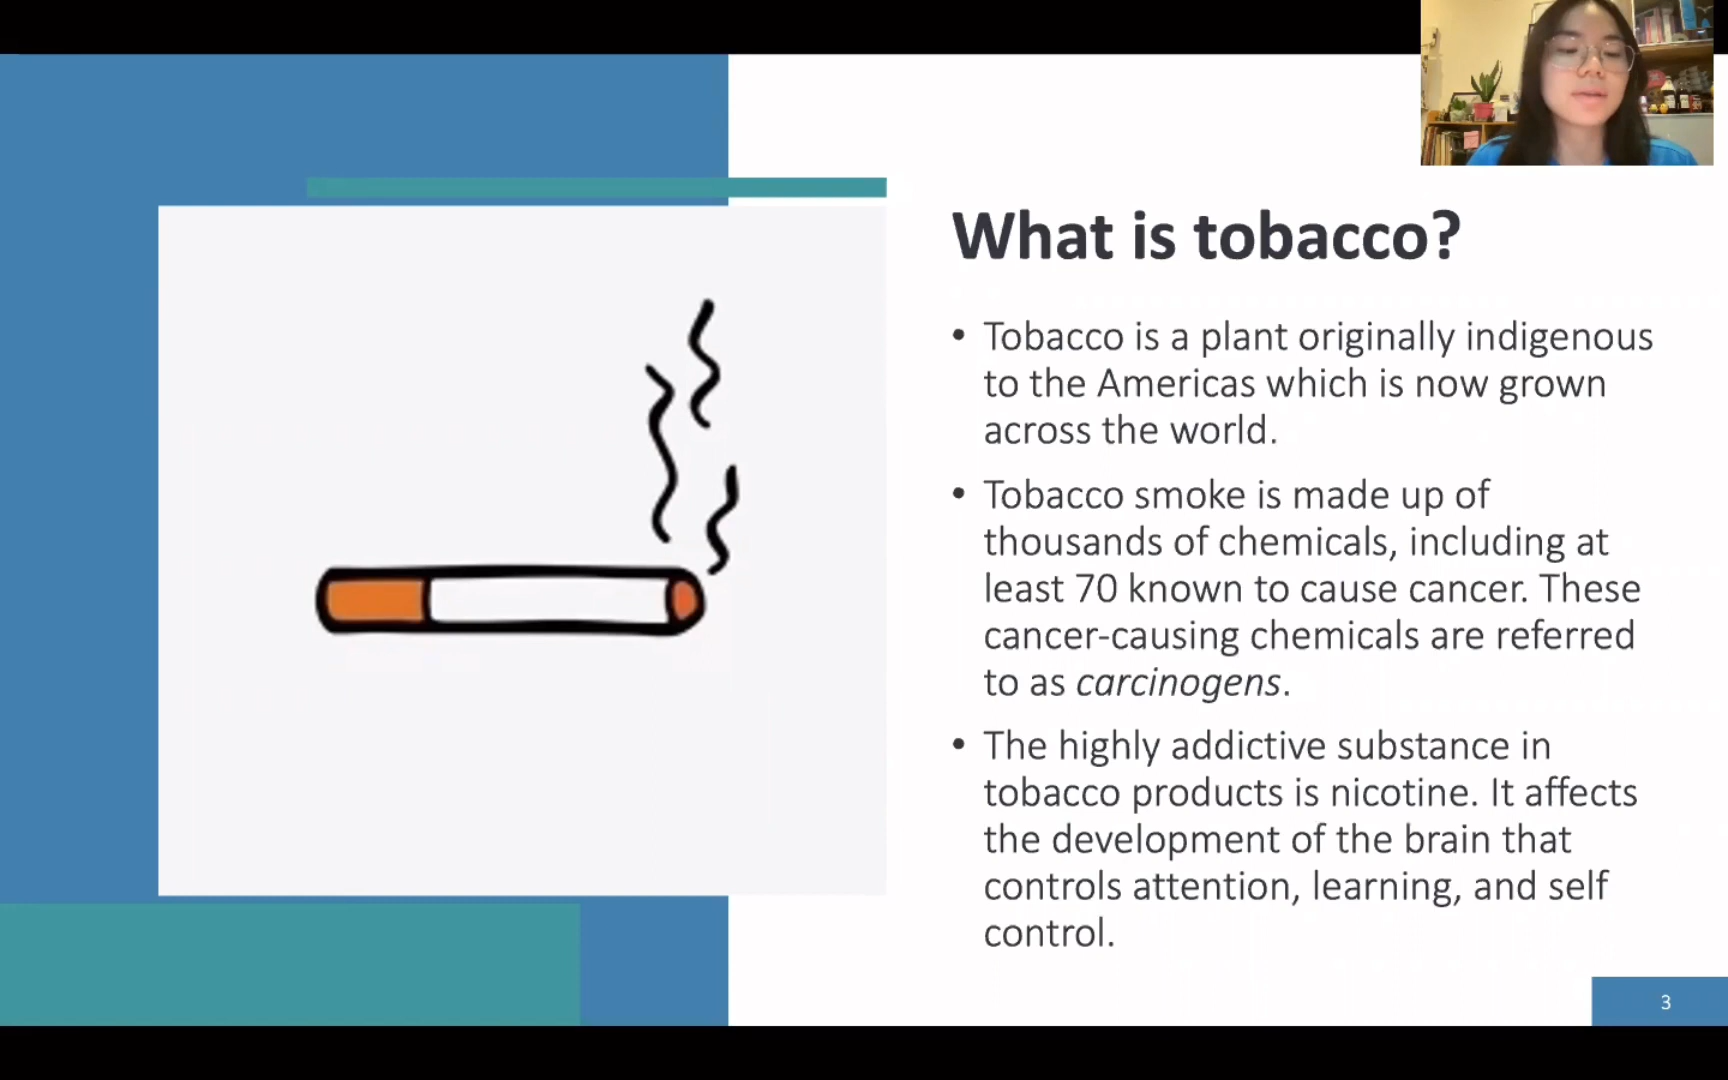 What is tobacco?
• Tobacco is a plant originally indigenous
to the Americas which is now grown
across the world.
• Tobacco smoke is made up of
thousands of chemicals, including at
least 70 known to cause cancer. These
cancer-causing chemicals are referred
to as carcinogens.
• The highly addictive substance in
tobacco products is nicotine. It affects
the development of the brain that
controls attention, learning, and self
control.
3